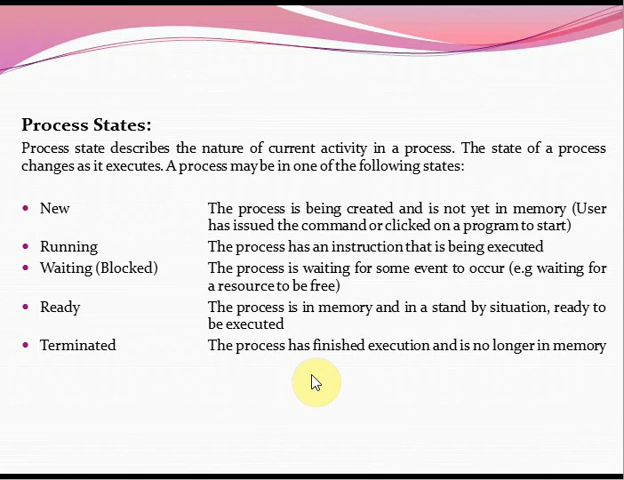 Process States:
Process state describes the nature of current activity in a process. The state of a process
changes as it executes. A process may be in one of the following states:
• New The process is being created and is not yet in memory (User
has issued the command or clicked on a program to start)
• Running The process has an instruction that is being executed
• Waiting (Blocked) The process is waiting for some event to occur (e.g waiting for
a resource to be free)
• Ready The process is in memory and in a stand by situation, ready to
be executed
• Terminated The process has finished execution and is no longer in memory